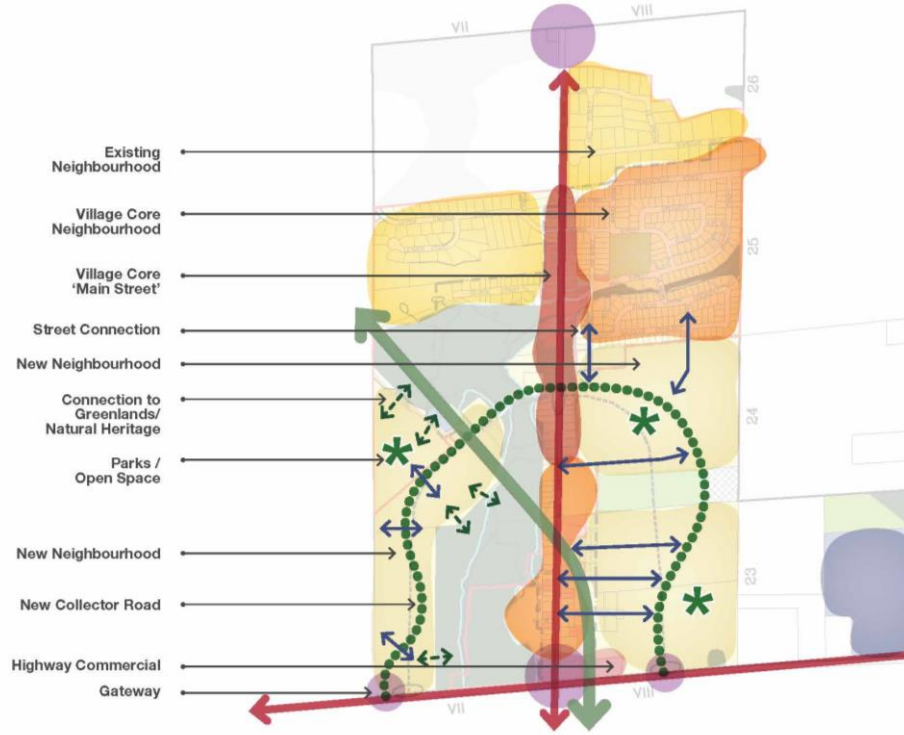 VII
VIII
26
Existing
Neighbourhood
Village Core
Neighbourhood
25
Village Core
‘Main Street’
Street Connection
New Neighbourhood
Connection to
Greenlands/
Natural Heritage
24
Parks /
Open Space
New Neighbourhood
23
New Collector Road
Highway Commercial
Gateway
VII
VIII